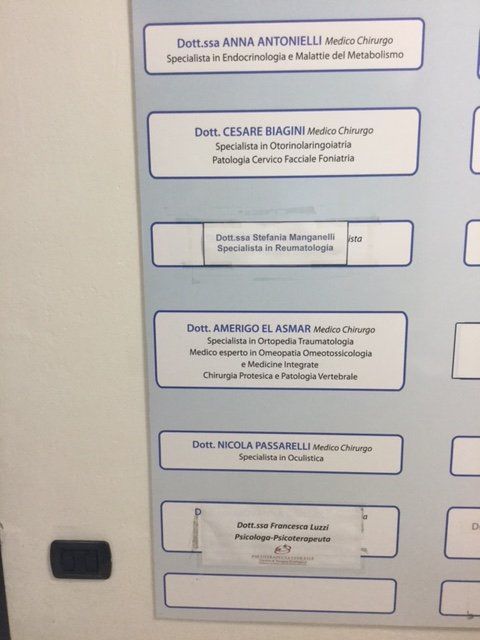 Dott.ssa ANNA ANTONIELLI Medico Chirurgo
Specialista in Endocrinologia e Malattie del Metabolismo
Dott. CESARE BIAGINI Medico Chirurgo
Specialista in Otorinolaringoiatria
Patologia Cervico Facciale Foniatria
Dott.ssa Stefania Manganelli
Specialista in Reumatologia
ista
Dott. AMERIGO EL ASMAR Medico Chirurgo
Specialista in Ortopedia Traumatologia
Medico esperto in Omeopatia Omeotossicologia
e Medicine Integrate
Chirurgia Protesica e Patologia Vertebrale
Dott. NICOLA PASSARELLI Medico Chirurgo
Specialista in Oculistica
D
a
Dott.ssa Francesca Luzzi
Psicologa-Psicoterapeuta
D